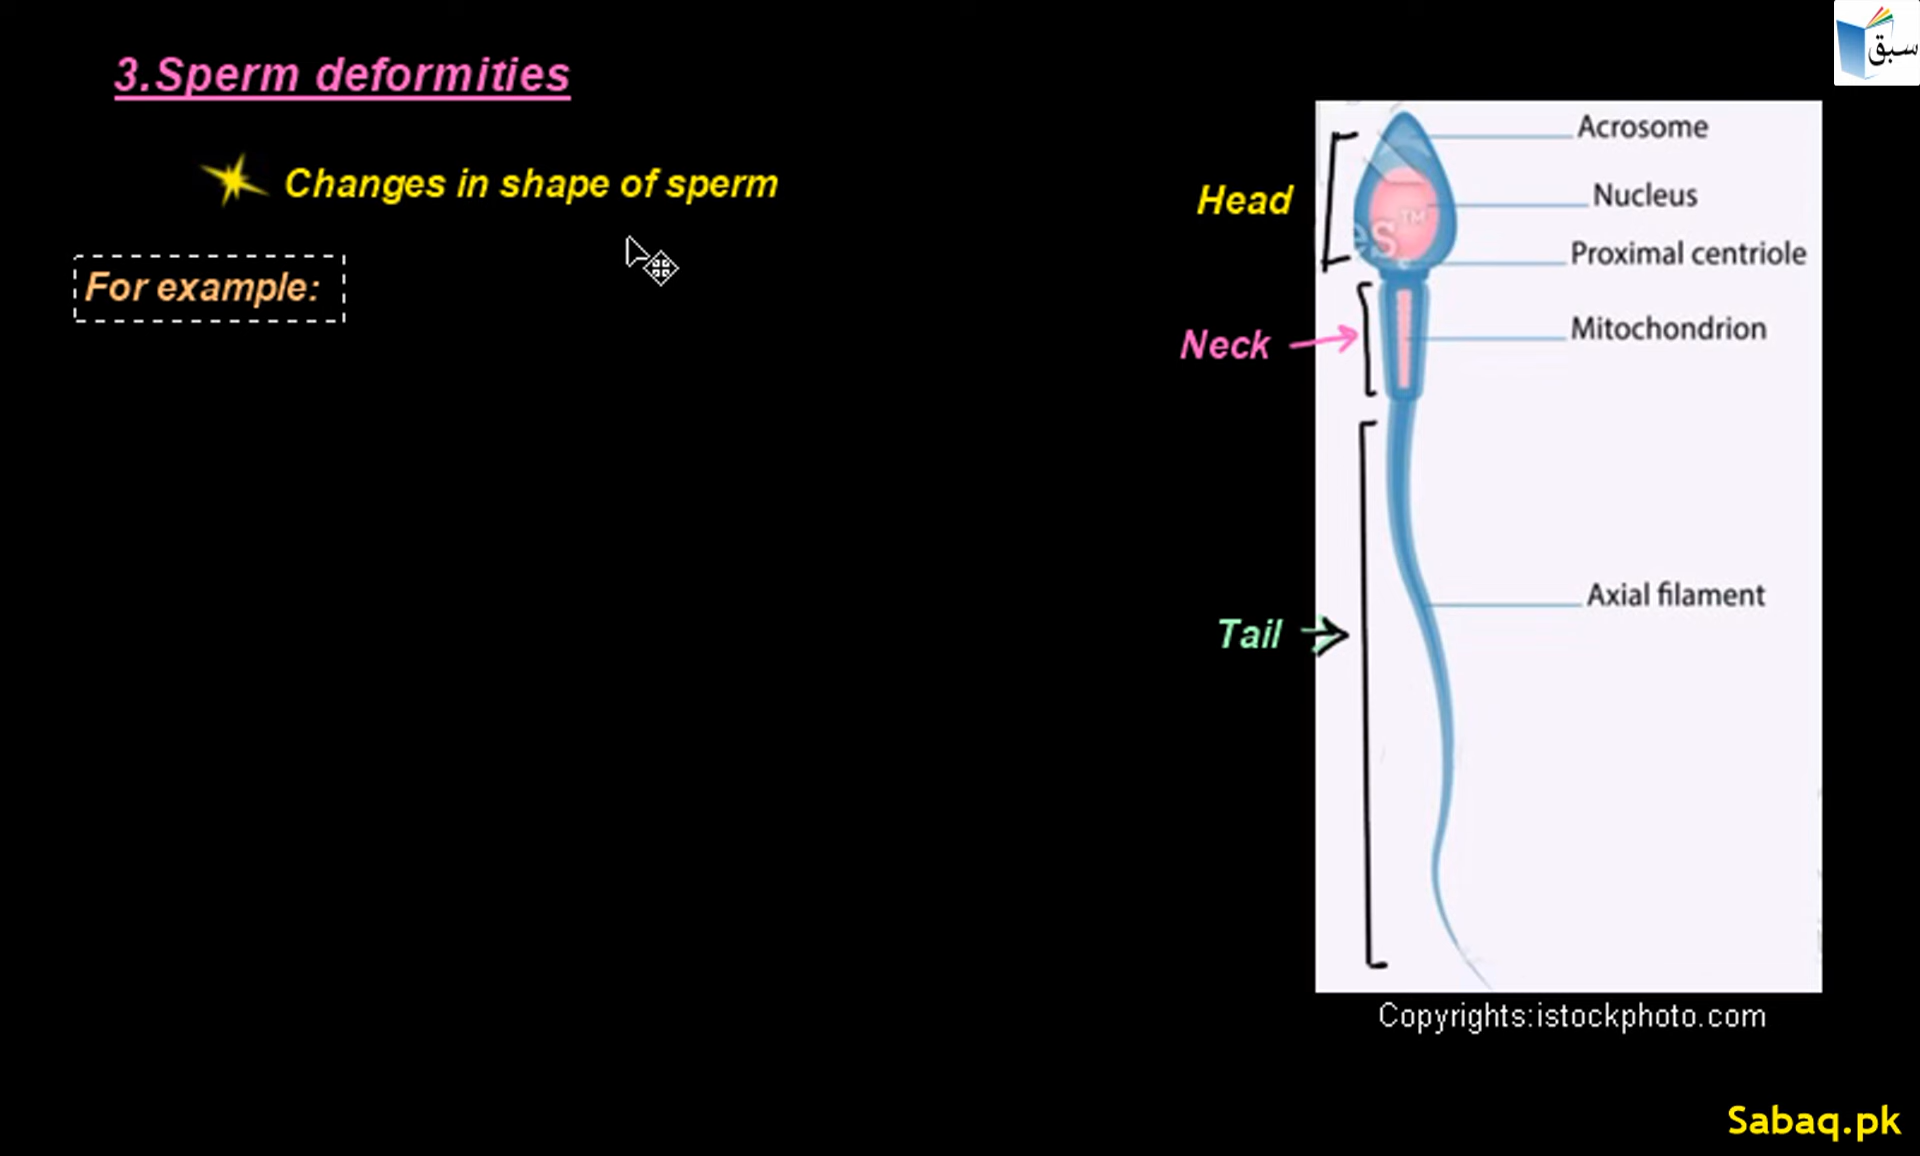 سبق
3.Sperm deformities
Changes in shape of sperm
For example:
Head
Neck
Tail
Acrosome
Nucleus
Proximal centriole
Mitochondrion
Axial filament
es™
Copyrights:istockphoto.com
Sabaq.pk